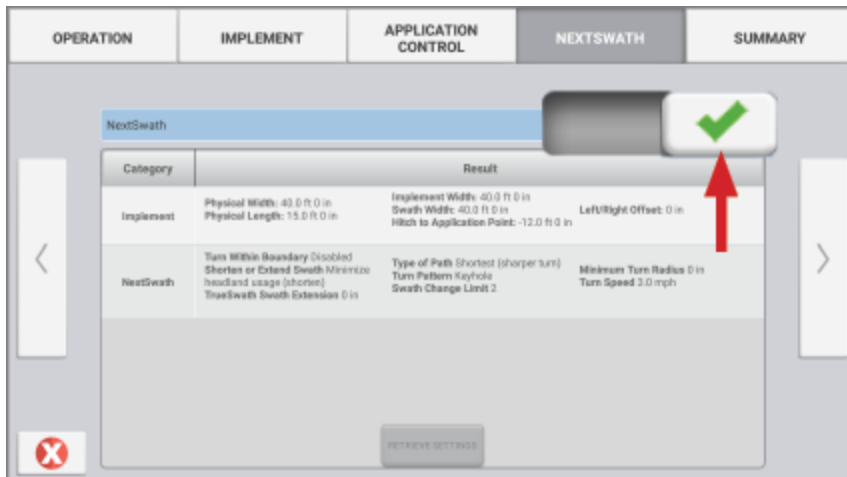 OPERATION
IMPLEMENT
APPLICATION
CONTROL
NEXTSWATH
SUMMARY
NextSwath
Category
Result
Implement
Physical Width: 40.0 ft 0 in
Physical Length: 15.0 ft 0 in
Implement Width: 40.0 ft 0 in
Swath Width: 40.0 ft 0 in
Hitch to Application Point: -12.0 ft 0 in
Left/Right Offset: 0 in
NextSwath
Turn Within Boundary Disabled
Shorten or Extend Swath Minimize
headland usage (shorten)
TrueSwath Swath Extension 0 in
Type of Path Shortest (sharper turn)
Turn Pattern Keyhole
Swath Change Limit 2
Minimum Turn Radius 0 in
Turn Speed 3.0 mph
RETRIEVE SETTINGS